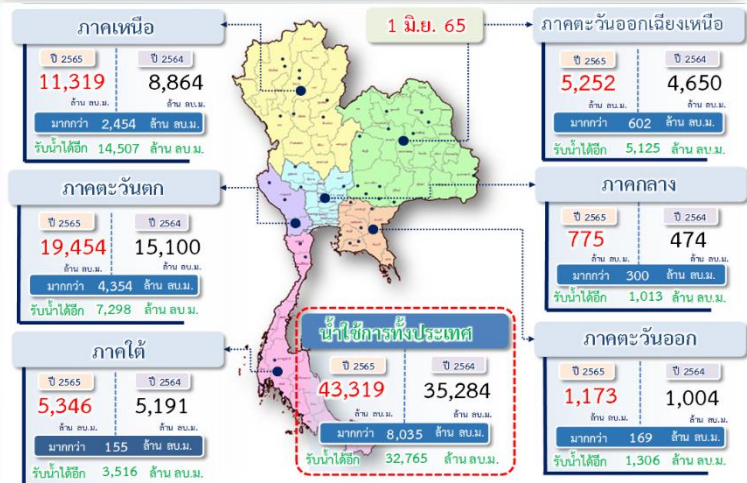 ภาคเหนือ
ปี 2565 ปี 2564
11,319 8,864
ล้าน ลบ.ม. ล้าน ลบ.ม.
มากกว่า 2,454 ล้าน ลบ.ม.
รับน้ำได้อีก 14,507 ล้าน ลบ.ม.
1 มิ.ย. 65
ภาคตะวันออกเฉียงเหนือ
ปี 2565 ปี 2564
5,252 4,650
ล้าน ลบ.ม. ล้าน ลบ.ม.
มากกว่า 602 ล้าน ลบ.ม.
รับน้ำได้อีก 5,125 ล้าน ลบ.ม.
ภาคตะวันตก
ปี 2565 ปี 2564
19,454 15,100
ล้าน ลบ.ม. ล้าน ลบ.ม.
มากกว่า 4,354 ล้าน ลบ.ม.
รับน้ำได้อีก 7,298 ล้าน ลบ.ม.
ภาคกลาง
ปี 2565 ปี 2564
775 474
ล้าน ลบ.ม. ล้าน ลบ.ม.
มากกว่า 300 ล้าน ลบ.ม.
รับน้ำได้อีก 1,013 ล้าน ลบ.ม.
ภาคใต้
ปี 2565 ปี 2564
5,346 5,191
ล้าน ลบ.ม. ล้าน ลบ.ม.
มากกว่า 155 ล้าน ลบ.ม.
รับน้ำได้อีก 3,516 ล้าน ลบ.ม.
น้ำใช้การทั้งประเทศ
ปี 2565 ปี 2564
43,319 35,284
ล้าน ลบ.ม. ล้าน ลบ.ม.
มากกว่า 8,035 ล้าน ลบ.ม.
รับน้ำได้อีก 32,765 ล้าน ลบ.ม.
ภาคตะวันออก
ปี 2565 ปี 2564
1,173 1,004
ล้าน ลบ.ม. ล้าน ลบ.ม.
มากกว่า 169 ล้าน ลบ.ม.
รับน้ำได้อีก 1,306 ล้าน ลบ.ม.